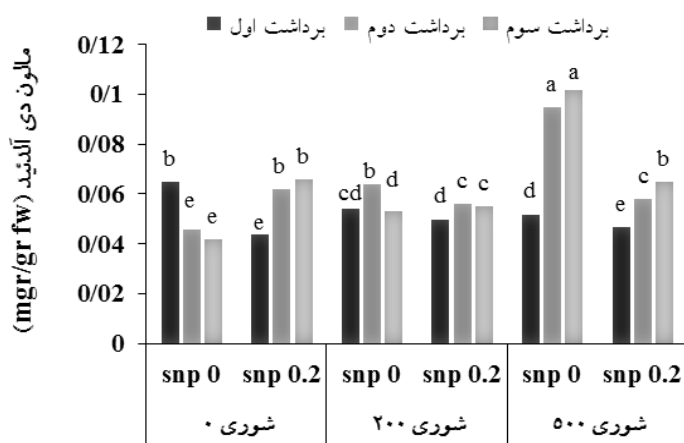 برداشت اول برداشت دوم برداشت سوم
مالون دی آلدئید (mgr/gr fw)
0/12
0/1
0/08
0/06
0/04
0/02
0
b e e e b b cd b d d c c d a a e c b
snp 0 snp 0.2 snp 0 snp 0.2 snp 0 snp 0.2
شوری ۰ شوری ۲۰۰ شوری ۵۰۰